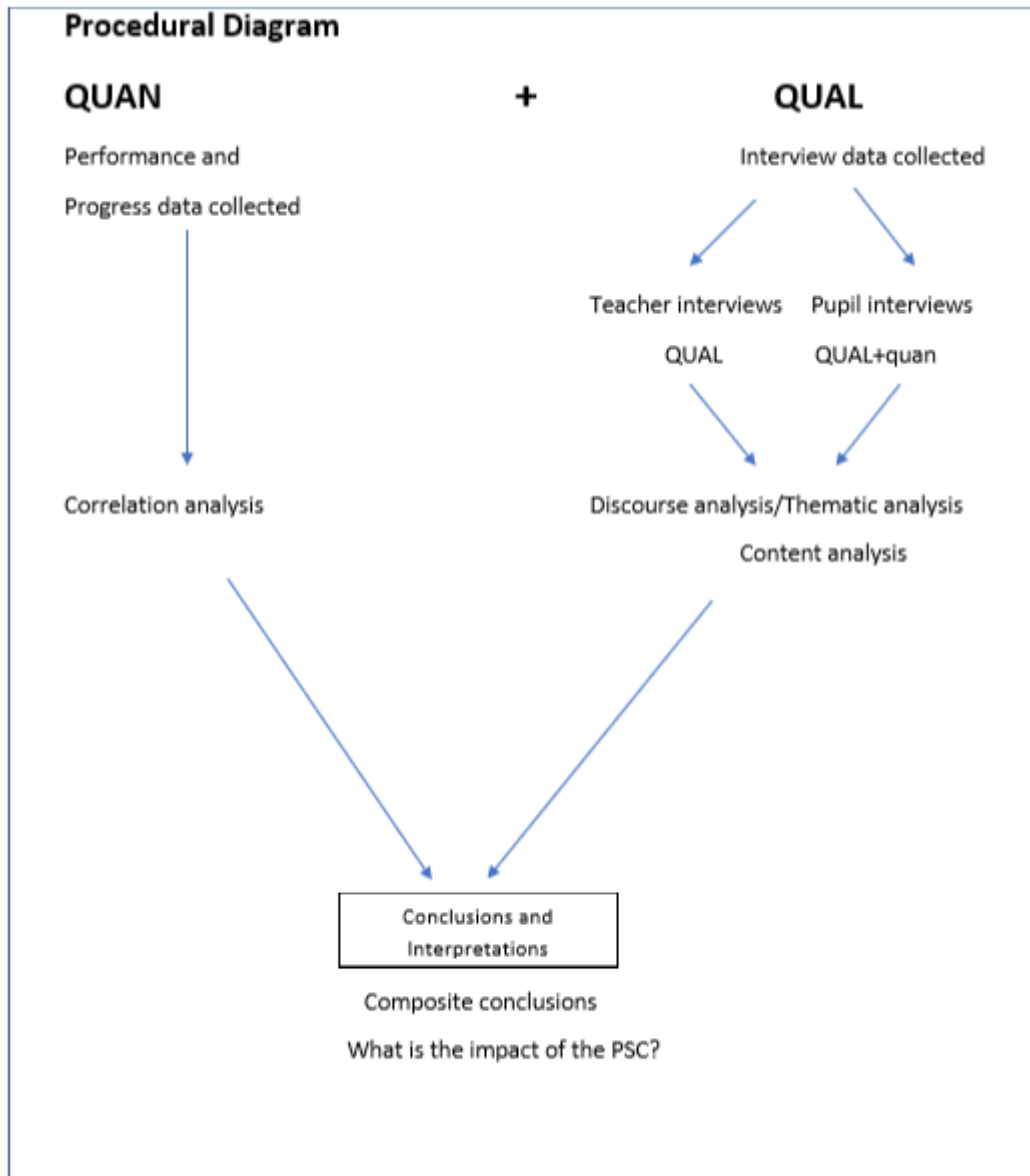 Procedural Diagram
QUAN + QUAL
Performance and
Progress data collected
Interview data collected
Teacher interviews
QUAL
Pupil interviews
QUAL+quan
Correlation analysis
Discourse analysis/Thematic analysis
Content analysis
Conclusions and
Interpretations
Composite conclusions
What is the impact of the PSC?